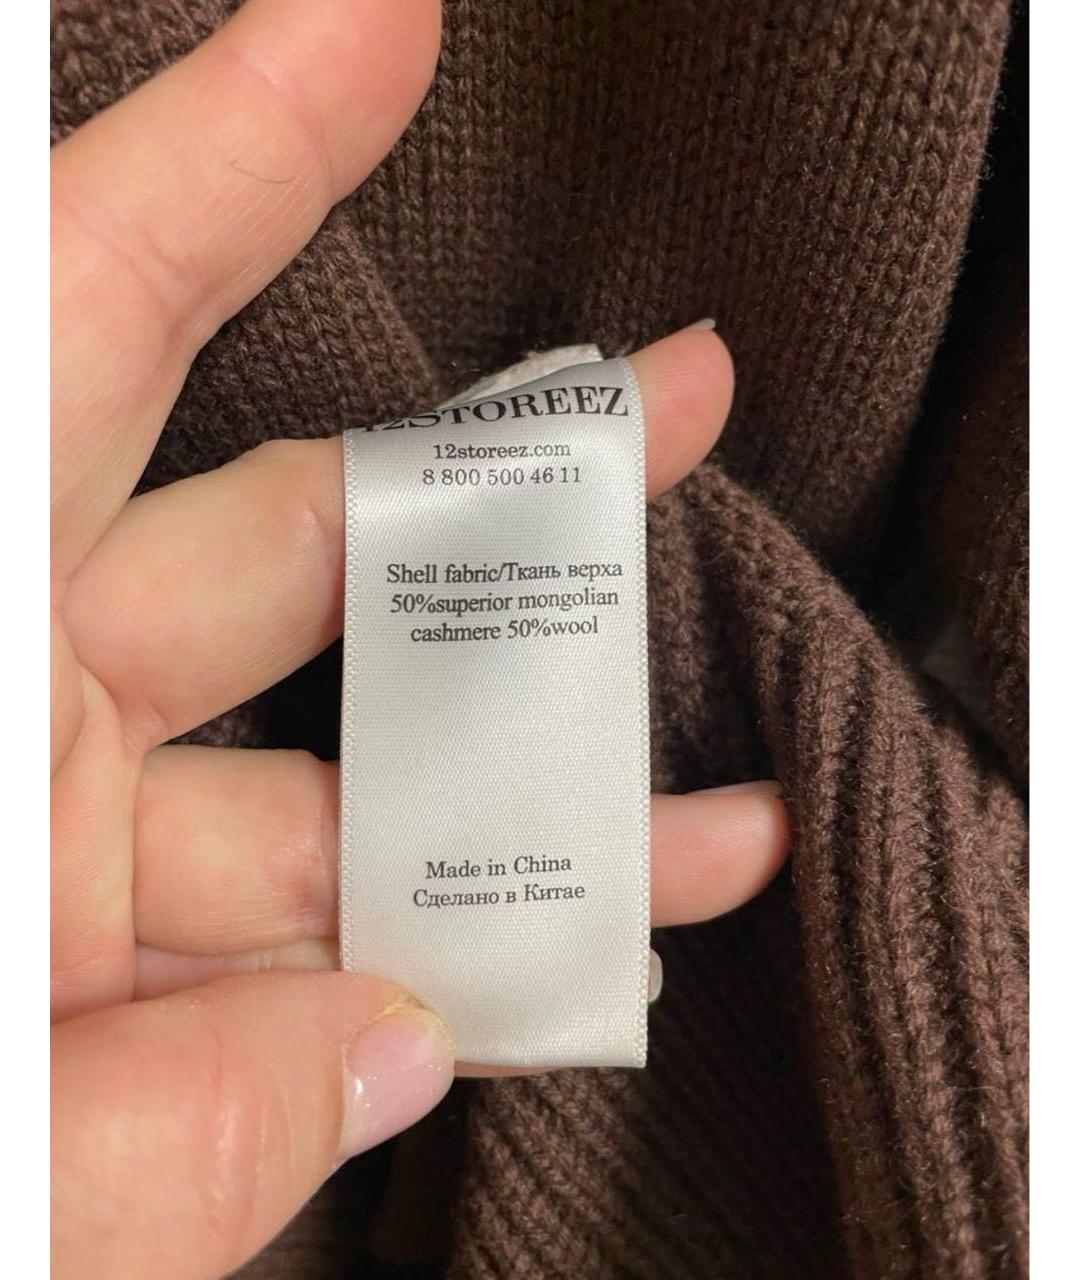 12STOREEZ
12storeez.com
8 800 500 46 11
Shell fabric/Ткань верха
50%superior mongolian
cashmere 50%wool
Made in China
Сделано в Китае